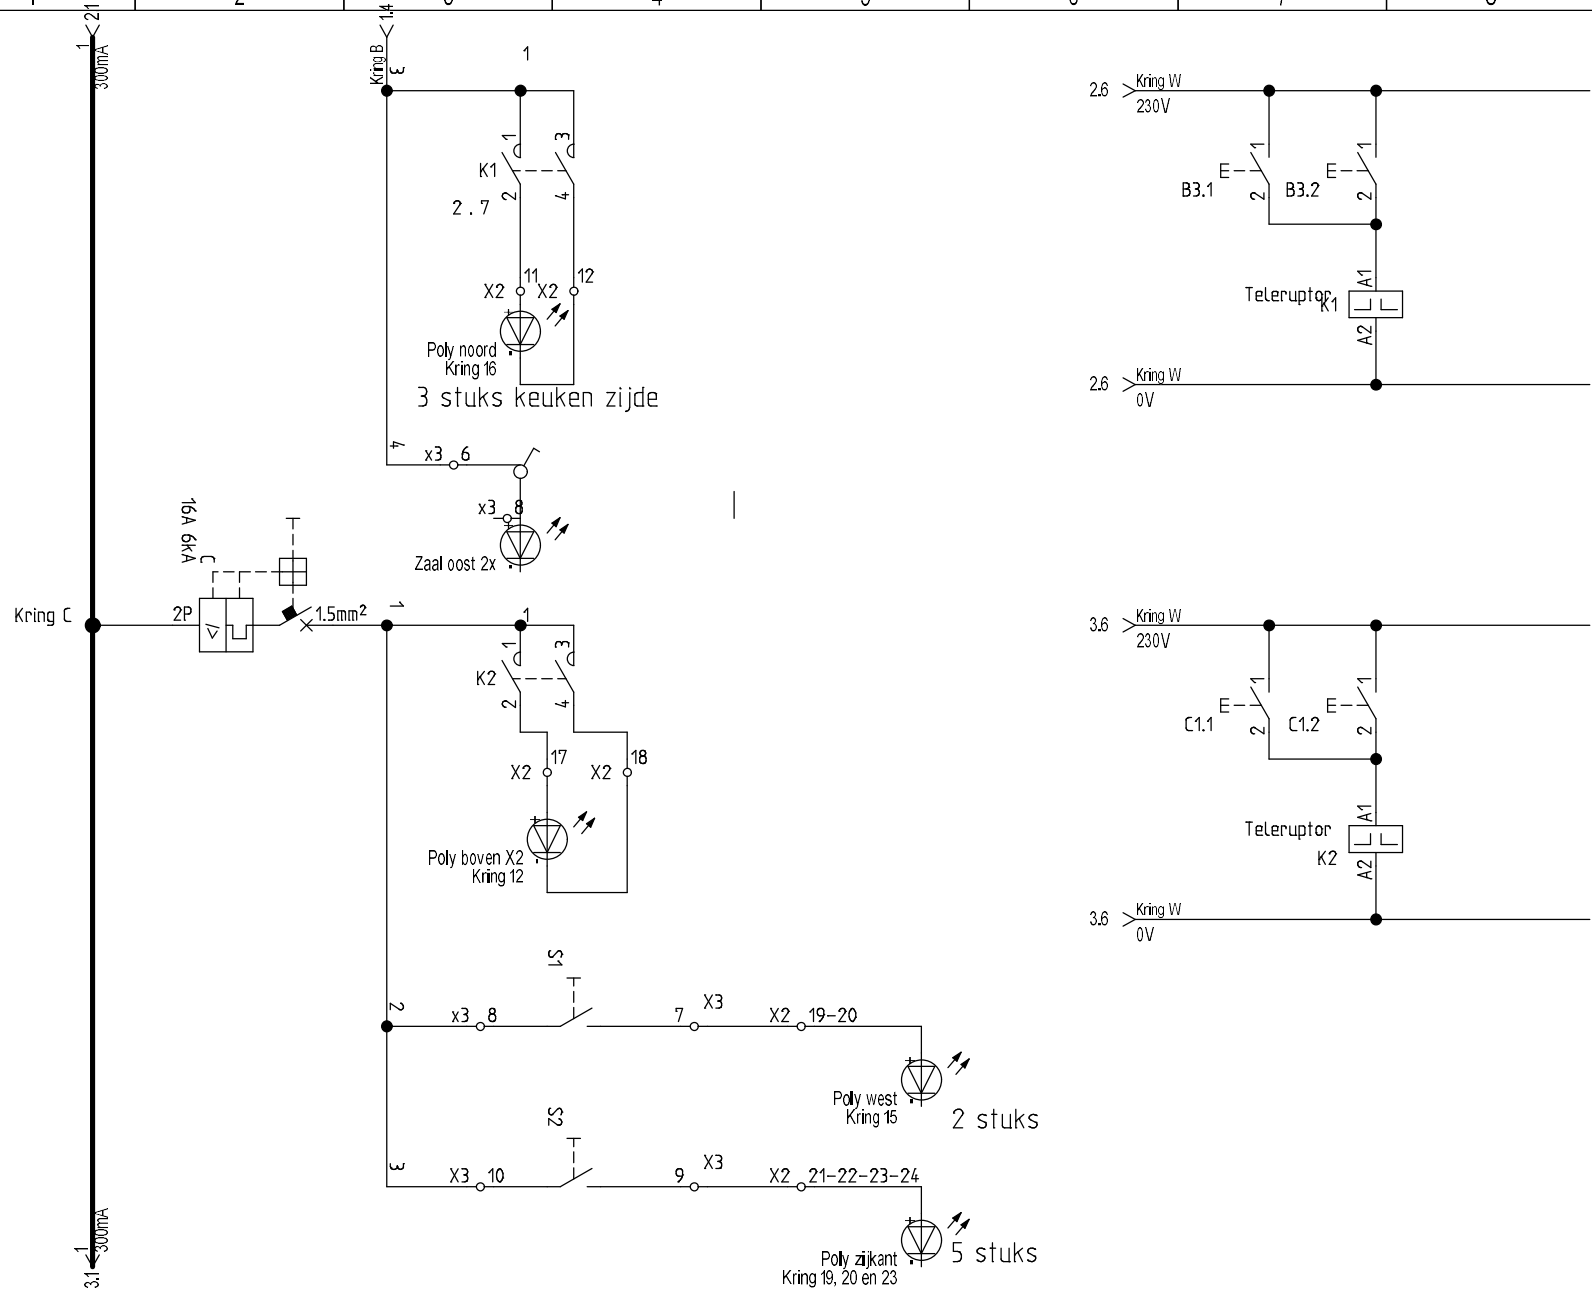 21
1
300mA
14
Kring B
3
1
1
3
K1
2
4
2.7
11
12
X2
X2
+
-
Poly noord
Kring 16
3 stuks keuken zijde
4
x3 6
x3 8
+
-
Zaal oost 2x
16A 6kA
C
Kring C
2P
1.5mm²
1
1
1
3
K2
2
4
17
18
X2
X2
+
-
Poly boven X2
Kring 12
S1
2
x3 8
7
X3
X2 19-20
+
-
Poly west
Kring 15
2 stuks
S2
3
X3 10
9
X3
X2 21-22-23-24
+
-
Poly zijkant
Kring 19, 20 en 23
5 stuks
1
300mA
3.1
2.6
Kring W
230V
1
1
B3.1
2
B3.2
2
A1
Teleruptor
K1
A2
2.6
Kring W
0V
3.6
Kring W
230V
1
1
C1.1
2
C1.2
2
A1
Teleruptor
K2
A2
3.6
Kring W
0V